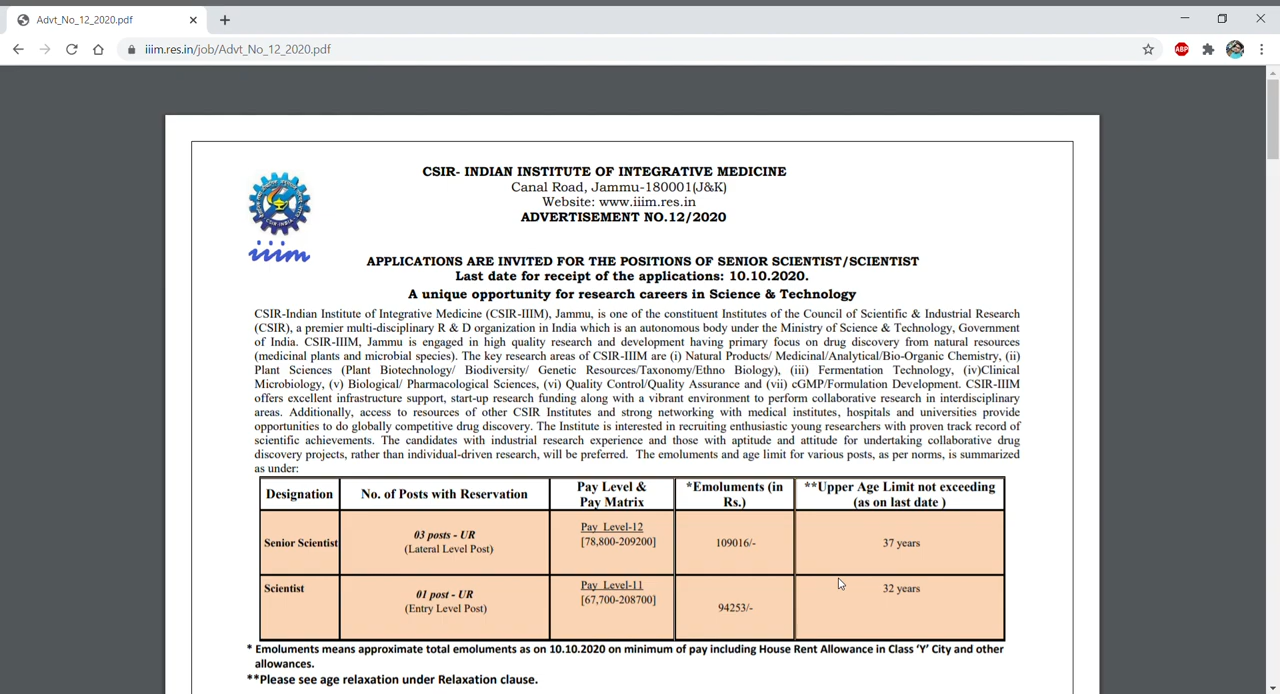 Advt_No_12_2020.pdf
iiim.res.in/job/Advt_No_12_2020.pdf
ABP
CSIR- INDIAN INSTITUTE OF INTEGRATIVE MEDICINE
Canal Road, Jammu-180001(J&K)
Website: www.iiim.res.in
ADVERTISEMENT NO.12/2020
CSIR-INDIA
iiim
APPLICATIONS ARE INVITED FOR THE POSITIONS OF SENIOR SCIENTIST/SCIENTIST
Last date for receipt of the applications: 10.10.2020.
A unique opportunity for research careers in Science & Technology
CSIR-Indian Institute of Integrative Medicine (CSIR-IIIM), Jammu, is one of the constituent Institutes of the Council of Scientific & Industrial Research
(CSIR), a premier multi-disciplinary R & D organization in India which is an autonomous body under the Ministry of Science & Technology, Government
of India. CSIR-IIIM, Jammu is engaged in high quality research and development having primary focus on drug discovery from natural resources
(medicinal plants and microbial species). The key research areas of CSIR-IIIM are (i) Natural Products/ Medicinal/Analytical/Bio-Organic Chemistry, (ii)
Plant Sciences (Plant Biotechnology/ Biodiversity/ Genetic Resources/Taxonomy/Ethno Biology), (iii) Fermentation Technology, (iv)Clinical
Microbiology, (v) Biological/ Pharmacological Sciences, (vi) Quality Control/Quality Assurance and (vii) cGMP/Formulation Development. CSIR-IIIM
offers excellent infrastructure support, start-up research funding along with a vibrant environment to perform collaborative research in interdisciplinary
areas. Additionally, access to resources of other CSIR Institutes and strong networking with medical institutes, hospitals and universities provide
opportunities to do globally competitive drug discovery. The Institute is interested in recruiting enthusiastic young researchers with proven track record of
scientific achievements. The candidates with industrial research experience and those with aptitude and attitude for undertaking collaborative drug
discovery projects, rather than individual-driven research, will be preferred. The emoluments and age limit for various posts, as per norms, is summarized
as under:
Designation No. of Posts with Reservation Pay Level & Pay Matrix *Emoluments (in Rs.) **Upper Age Limit not exceeding (as on last date )
Senior Scientist 03 posts - UR (Lateral Level Post) Pay Level-12 [78,800-209200] 109016/- 37 years
Scientist 01 post - UR (Entry Level Post) Pay Level-11 [67,700-208700] 94253/- 32 years
* Emoluments means approximate total emoluments as on 10.10.2020 on minimum of pay including House Rent Allowance in Class 'Y' City and other
allowances.
**Please see age relaxation under Relaxation clause.